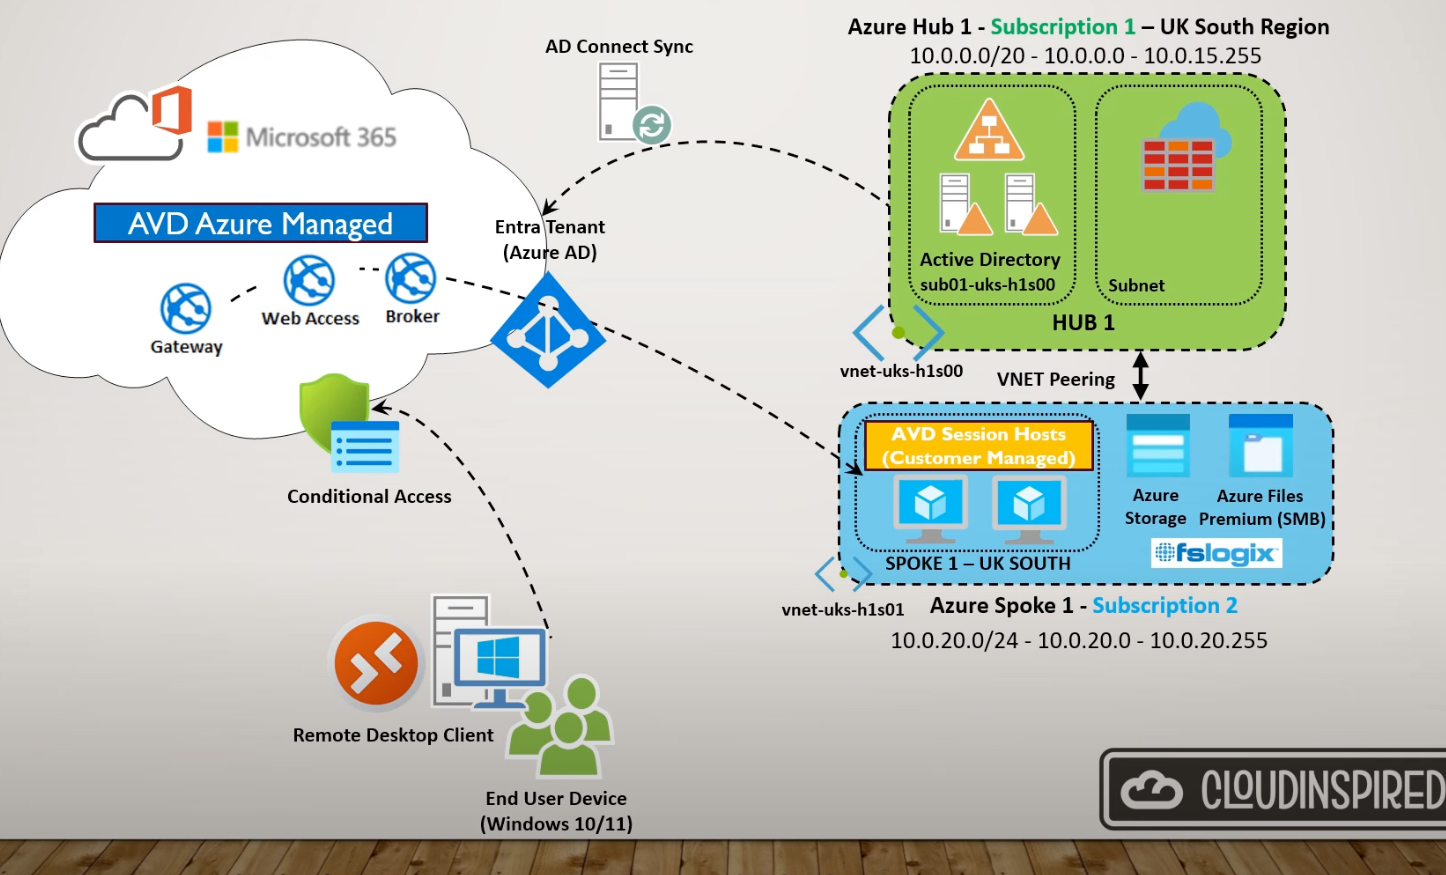 Azure Hub 1 - Subscription 1 – UK South Region
10.0.0.0/20 - 10.0.0.0 - 10.0.15.255
AD Connect Sync
Microsoft 365
AVD Azure Managed
Gateway
Web Access
Broker
Entra Tenant
(Azure AD)
Active Directory
sub01-uks-h1s00
Subnet
HUB 1
vnet-uks-h1s00
VNET Peering
Conditional Access
AVD Session Hosts
(Customer Managed)
SPOKE 1 – UK SOUTH
Azure
Storage
Azure Files
Premium (SMB)
fslogix
vnet-uks-h1s01
Azure Spoke 1 - Subscription 2
10.0.20.0/24 - 10.0.20.0 - 10.0.20.255
Remote Desktop Client
End User Device
(Windows 10/11)
CLOUDINSPIRED